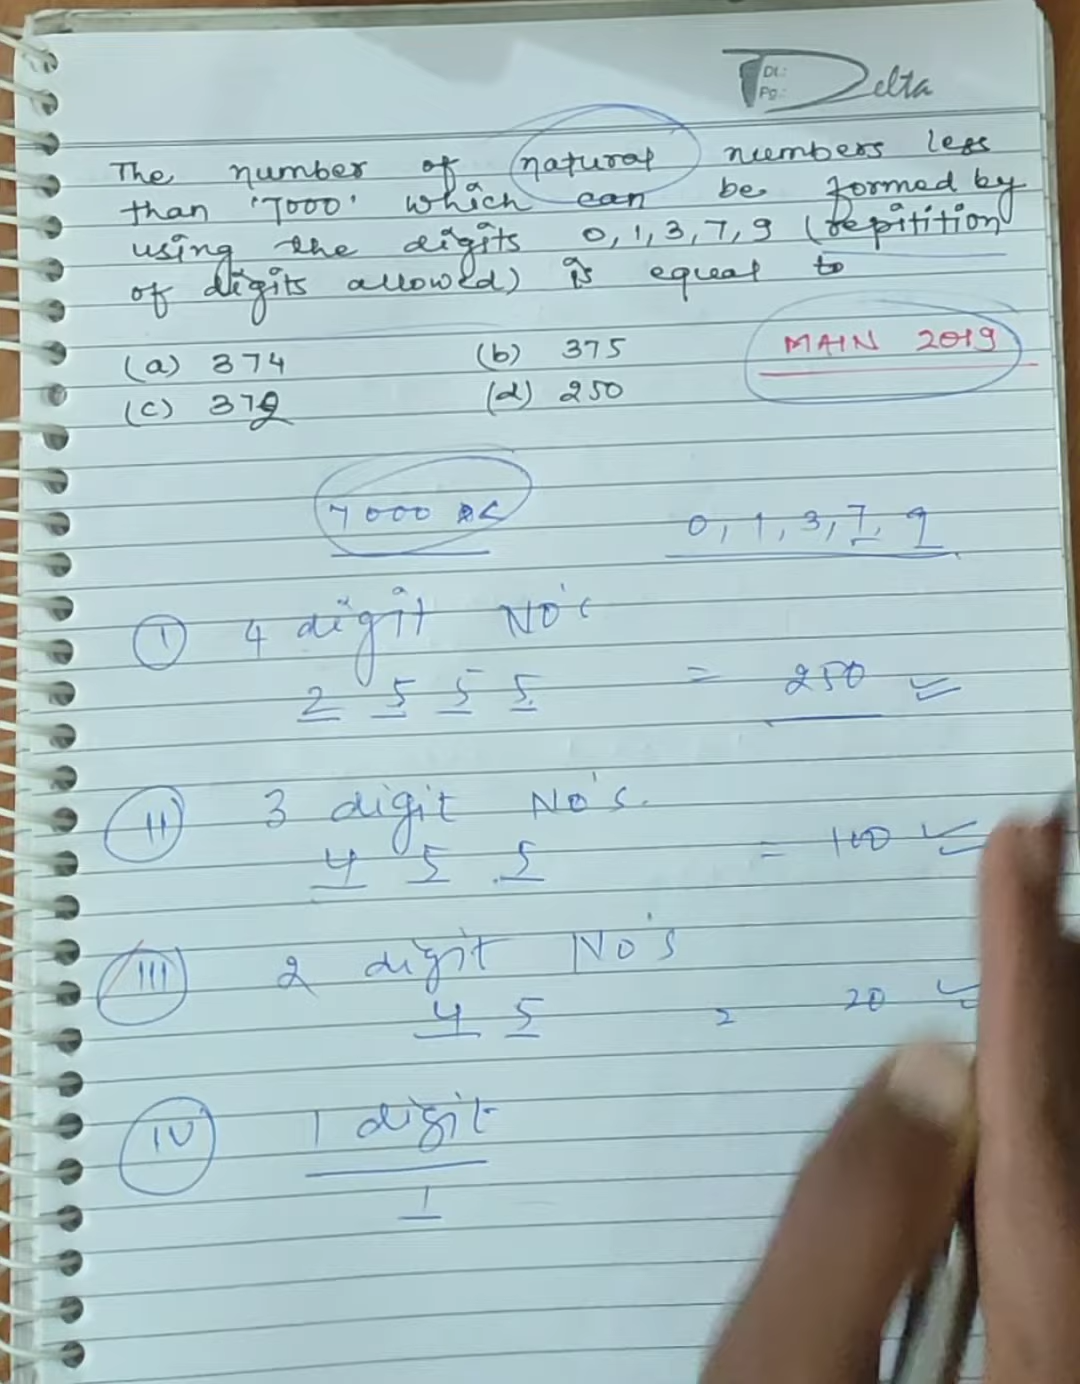 Dt.:
Pg.:
Delta
The number of natural numbers less
than '7000' which can be formed by
using the digits 0, 1, 3, 7, 9 (repitition
of digits allowed) is equal to
(a) 374 (b) 375
MAIN 2019
(c) 372 (d) 250
7000 <
0, 1, 3, 7, 9
I 4 digit No's
2 5 5 5 = 250
II 3 digit No's.
4 5 5 = 100
III 2 digit No's
4 5 = 20
IV 1 digit
1